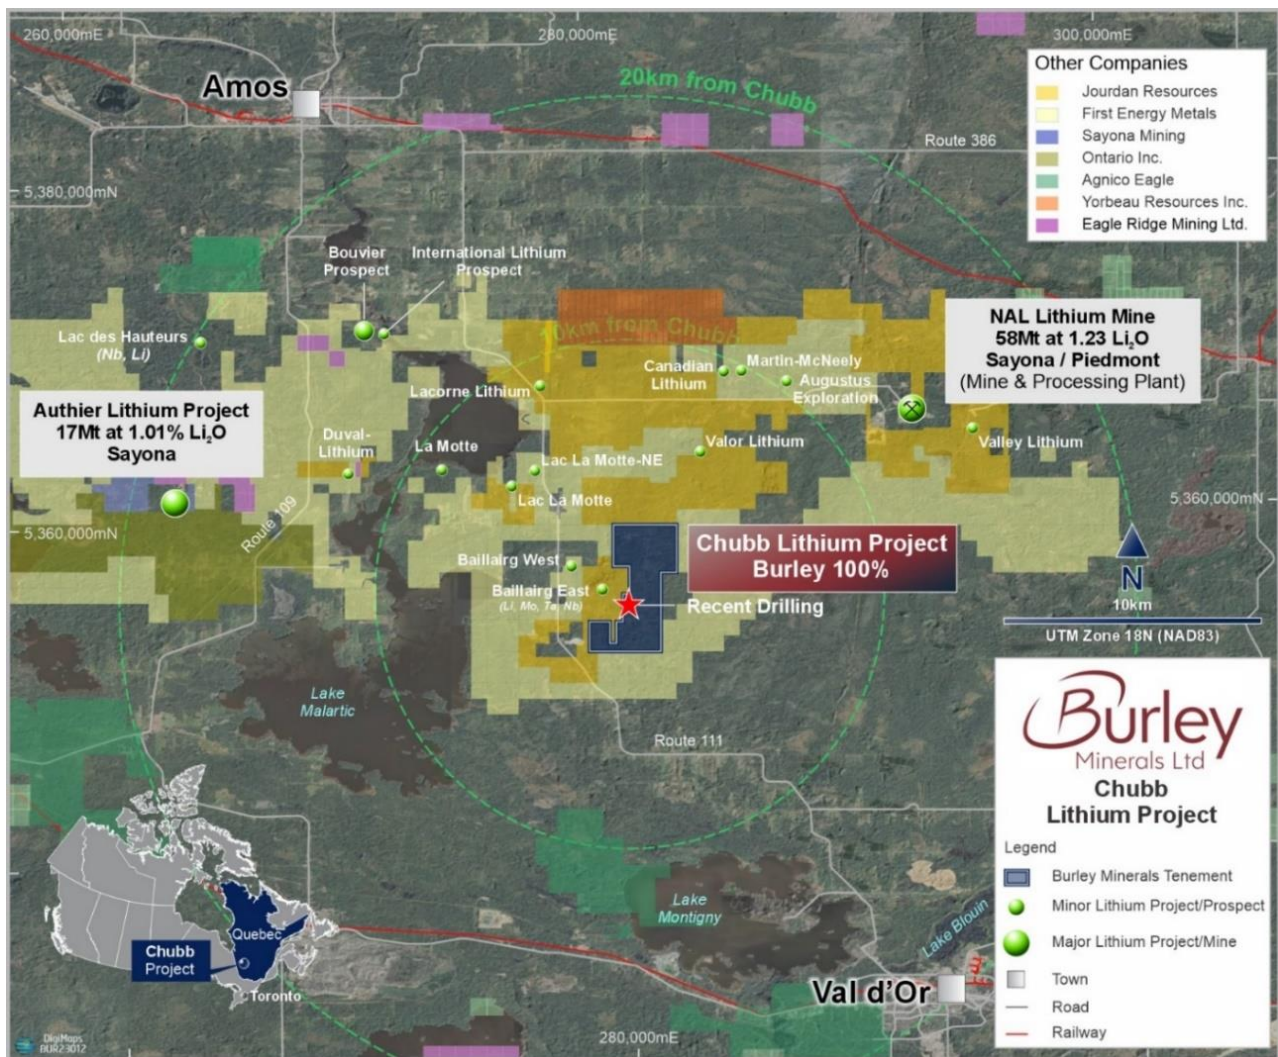 260,000mE
280,000mE
300,000mE
Amos
20km from Chubb
Route 386
5,380,000mN
Other Companies
Jourdan Resources
First Energy Metals
Sayona Mining
Ontario Inc.
Agnico Eagle
Yorbeau Resources Inc.
Eagle Ridge Mining Ltd.
Bouvier
Prospect
International Lithium
Prospect
Lac des Hauteurs
(Nb, Li)
10km from Chubb
NAL Lithium Mine
58Mt at 1.23 Li₂O
Sayona / Piedmont
(Mine & Processing Plant)
Canadian
Lithium
Martin-McNeely
Augustus
Exploration
Lacorne Lithium
Authier Lithium Project
17Mt at 1.01% Li₂O
Sayona
Duval-
Lithium
La Motte
Valor Lithium
Valley Lithium
Lac La Motte-NE
Lac La Motte
5,360,000mN
5,360,000mN
Route 109
Chubb Lithium Project
Burley 100%
Baillairg West
Baillairg East
(Li, Mo, Ta, Nb)
Recent Drilling
N
10km
UTM Zone 18N (NAD83)
Lake
Malartic
Route 111
Burley
Minerals Ltd
Chubb
Lithium Project
Legend
Burley Minerals Tenement
Minor Lithium Project/Prospect
Major Lithium Project/Mine
Town
Road
Railway
Lake
Montigny
Lake Blouin
Val d'Or
Quebec
Chubb
Project
Toronto
280,000mE
DigiMaps
BUR23012